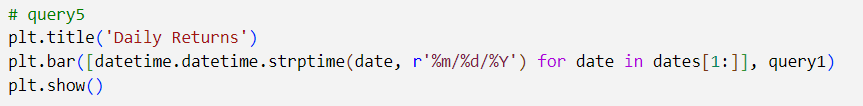 # query5
plt.title('Daily Returns')
plt.bar([datetime.datetime.strptime(date, r'%m/%d/%Y') for date in dates[1:]], query1)
plt.show()